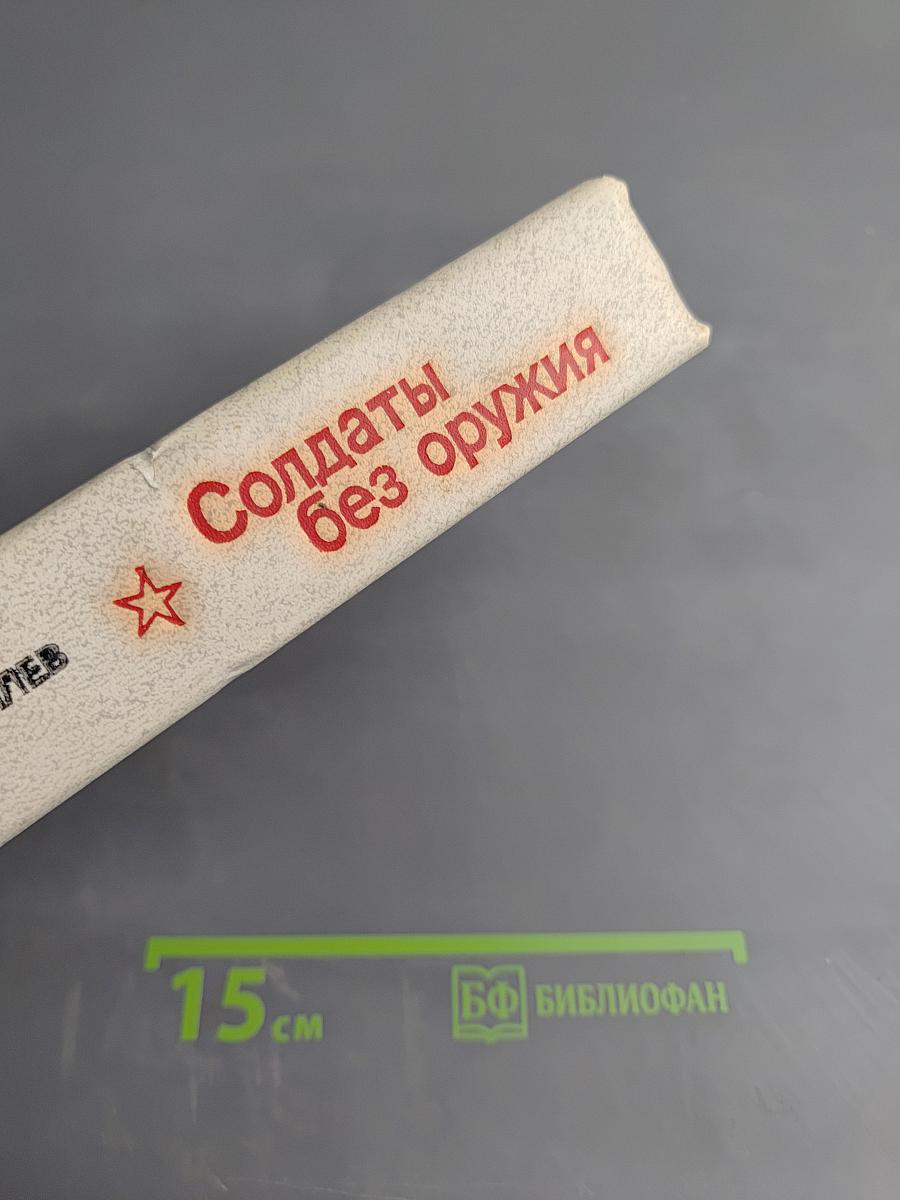 Солдаты
без оружия
15 см
БФ БИБЛИОФАН